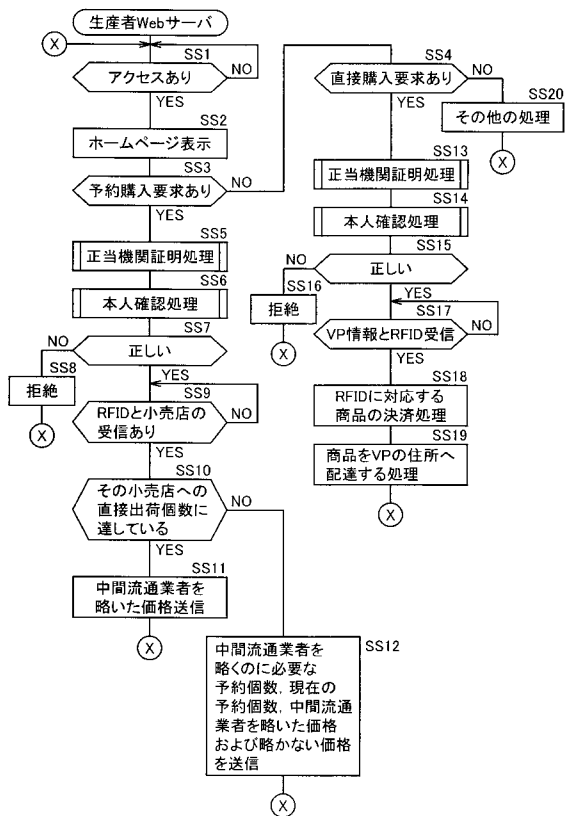 生産者Webサーバ
X
SS1
アクセスあり
NO
YES
SS2
ホームページ表示
SS3
予約購入要求あり
NO
YES
SS5
正当機関証明処理
SS6
本人確認処理
SS7
NO
正しい
SS8
拒絶
YES
X
SS9
RFIDと小売店の
受信あり
NO
YES
SS10
その小売店への
直接出荷個数に
達している
NO
YES
SS11
中間流通業者を
略いた価格送信
X
SS12
中間流通業者を
略くのに必要な
予約個数,現在の
予約個数,中間流通
業者を略いた価格
および略かない価格
を送信
X
SS4
直接購入要求あり
NO
YES
SS20
その他の処理
X
SS13
正当機関証明処理
SS14
本人確認処理
SS15
NO
正しい
SS16
拒絶
X
YES
SS17
VP情報とRFID受信
NO
YES
SS18
RFIDに対応する
商品の決済処理
SS19
商品をVPの住所へ
配達する処理
X